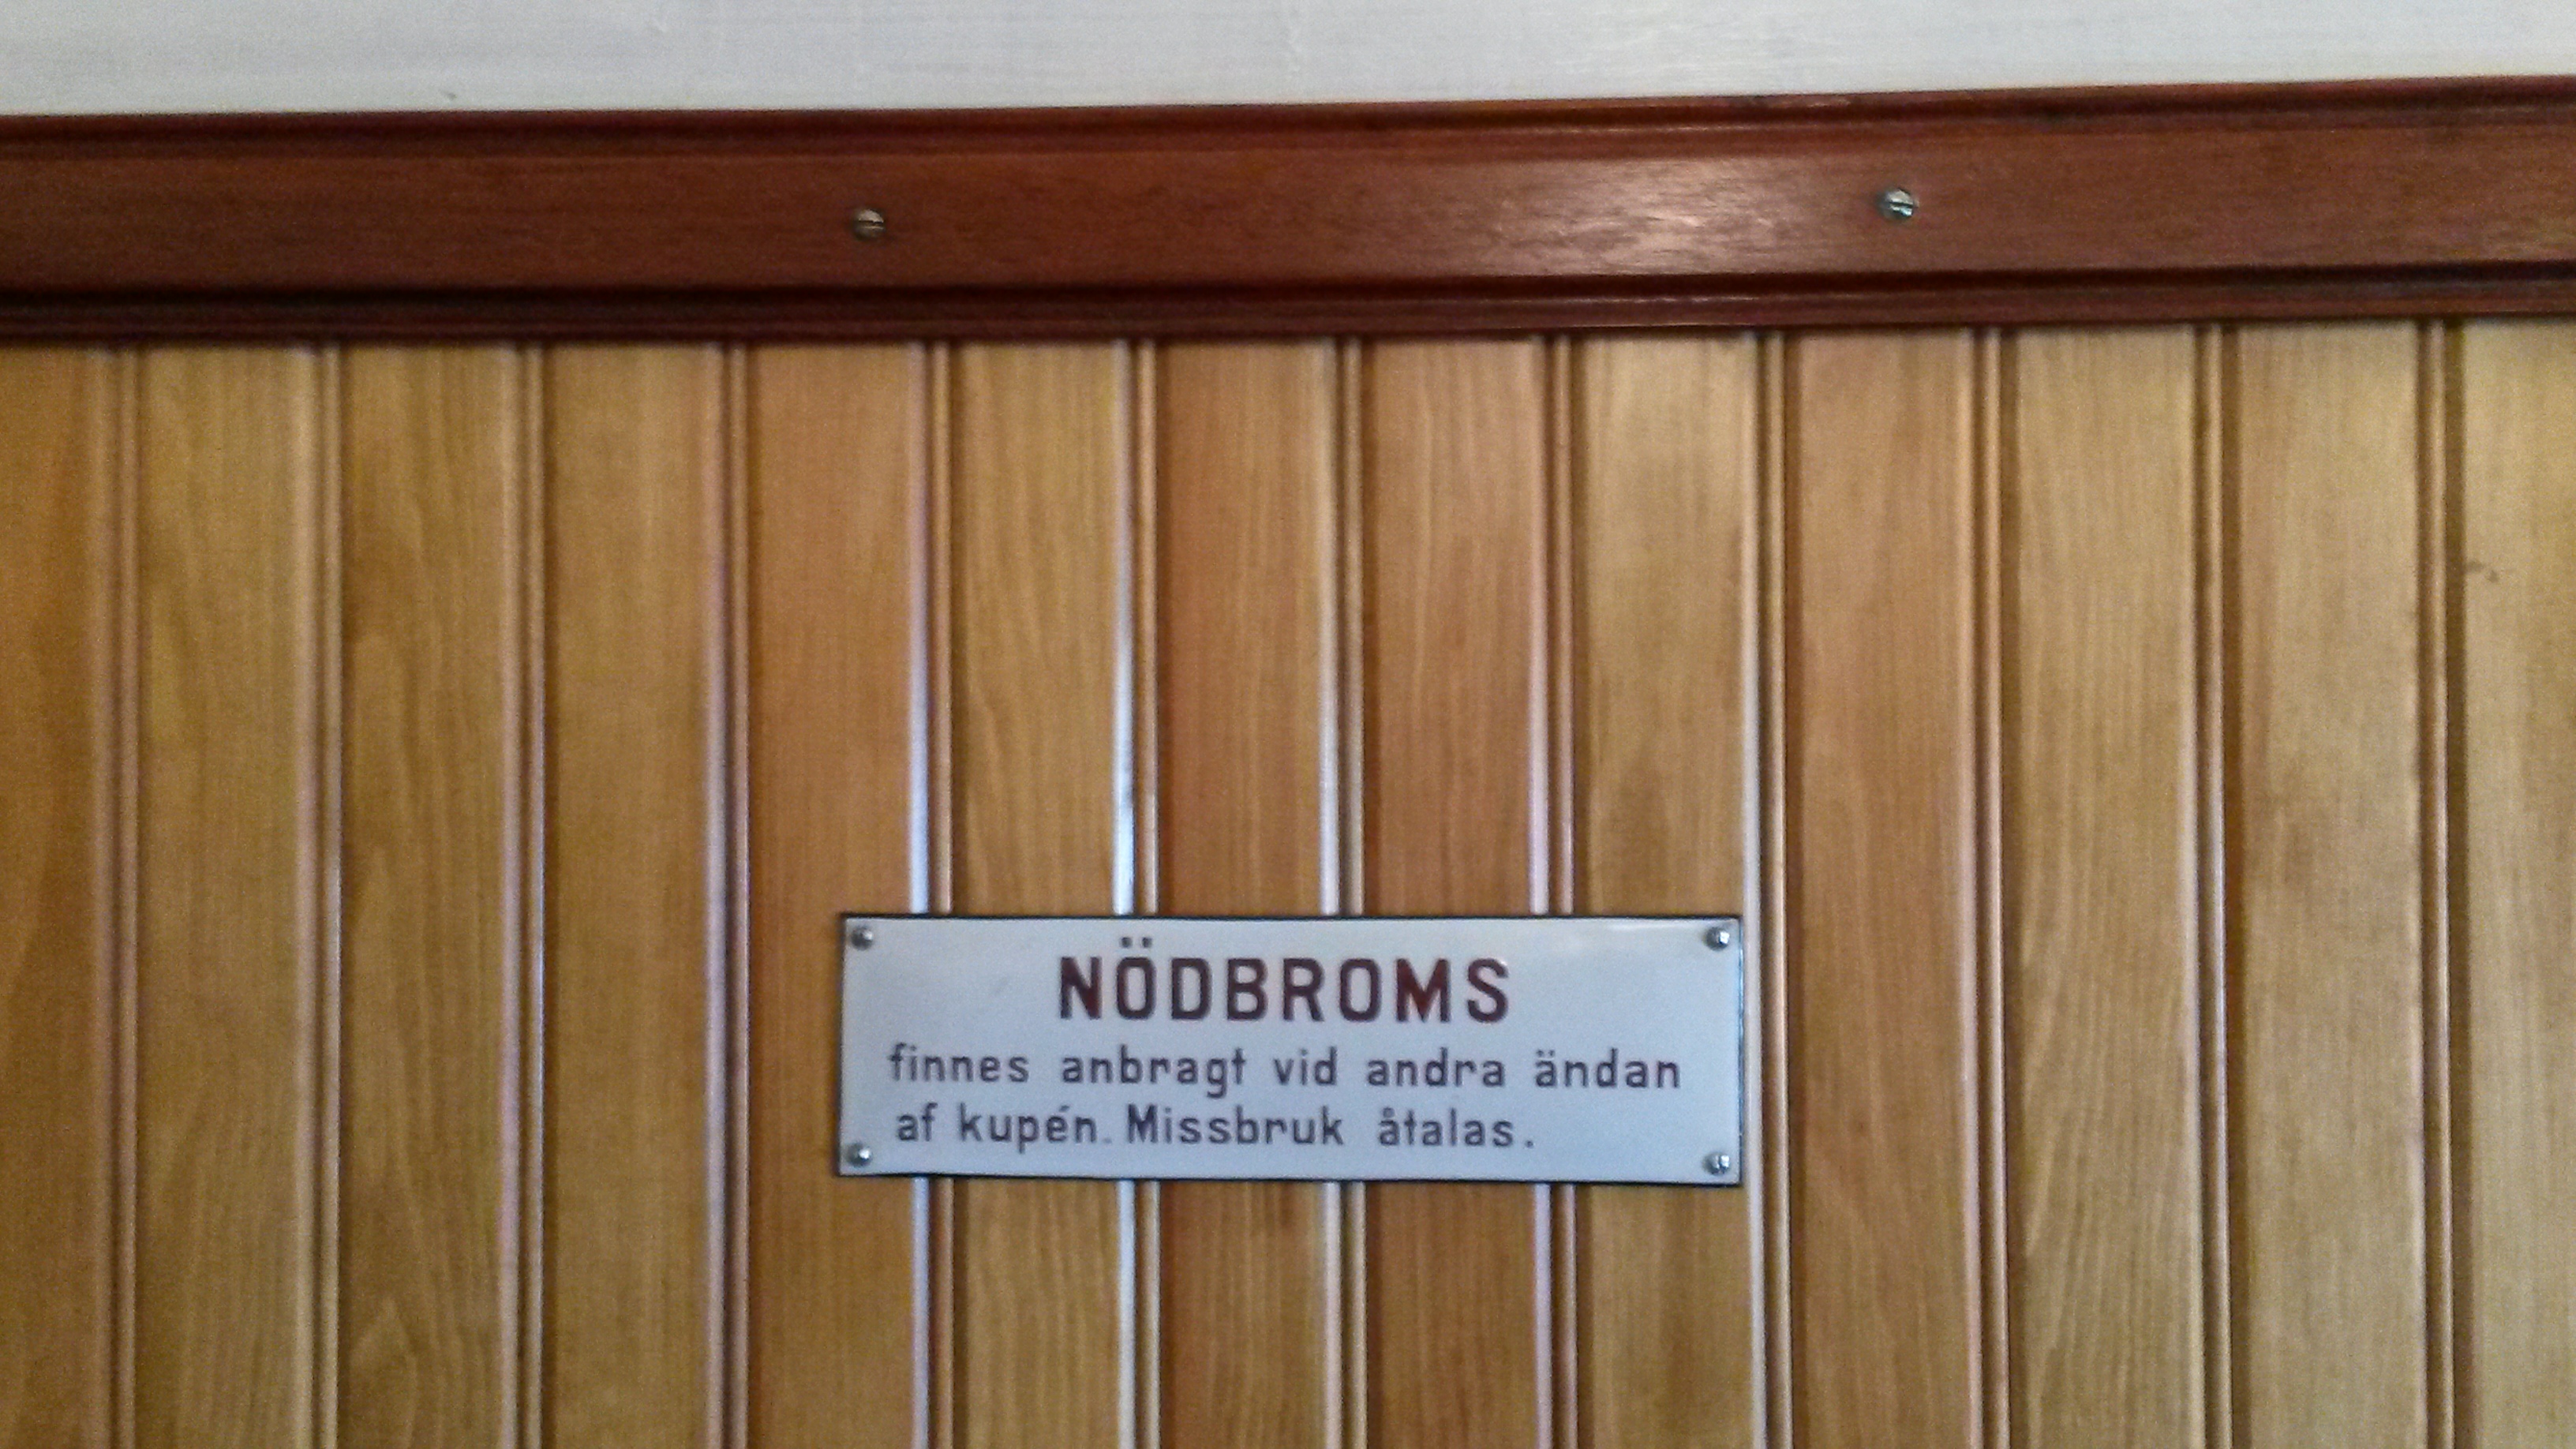 NÖDBROMS
finnes anbragt vid andra ändan
af kupén. Missbruk åtalas.